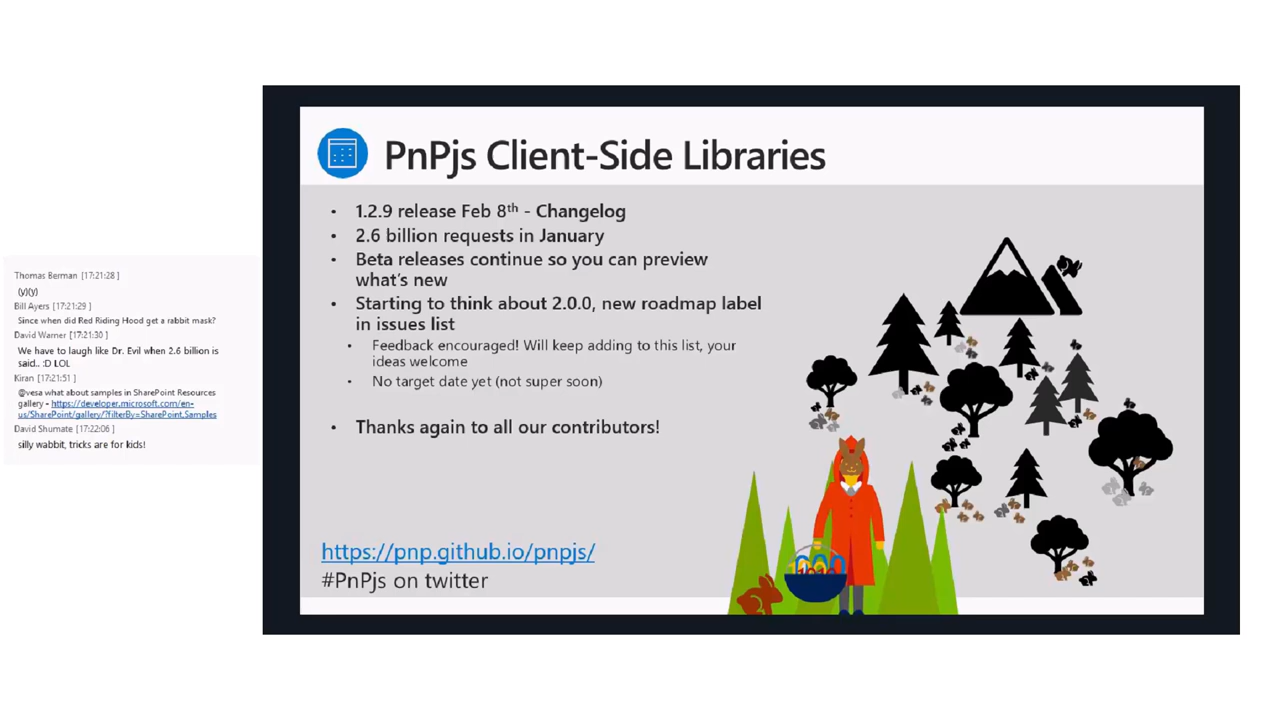 Thomas Berman [17:21:28 ]
(y)(y)
Bill Ayers [17:21:29 ]
Since when did Red Riding Hood get a rabbit mask?
David Warner [17:21:30 ]
We have to laugh like Dr. Evil when 2.6 billion is
said.. :D LOL
Kiran [17:21:51 ]
@vesa what about samples in SharePoint Resources
gallery - https://developer.microsoft.com/en-
us/SharePoint/gallery/?filterBy=SharePoint,Samples
David Shumate [17:22:06 ]
silly wabbit, tricks are for kids!
PnPjs Client-Side Libraries
• 1.2.9 release Feb 8th - Changelog
• 2.6 billion requests in January
• Beta releases continue so you can preview
what's new
• Starting to think about 2.0.0, new roadmap label
in issues list
• Feedback encouraged! Will keep adding to this list, your
ideas welcome
• No target date yet (not super soon)
• Thanks again to all our contributors!
https://pnp.github.io/pnpjs/
#PnPjs on twitter